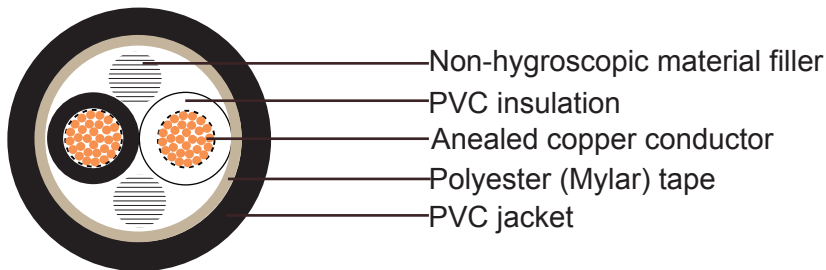 Non-hygroscopic material filler
PVC insulation
Anealed copper conductor
Polyester (Mylar) tape
PVC jacket